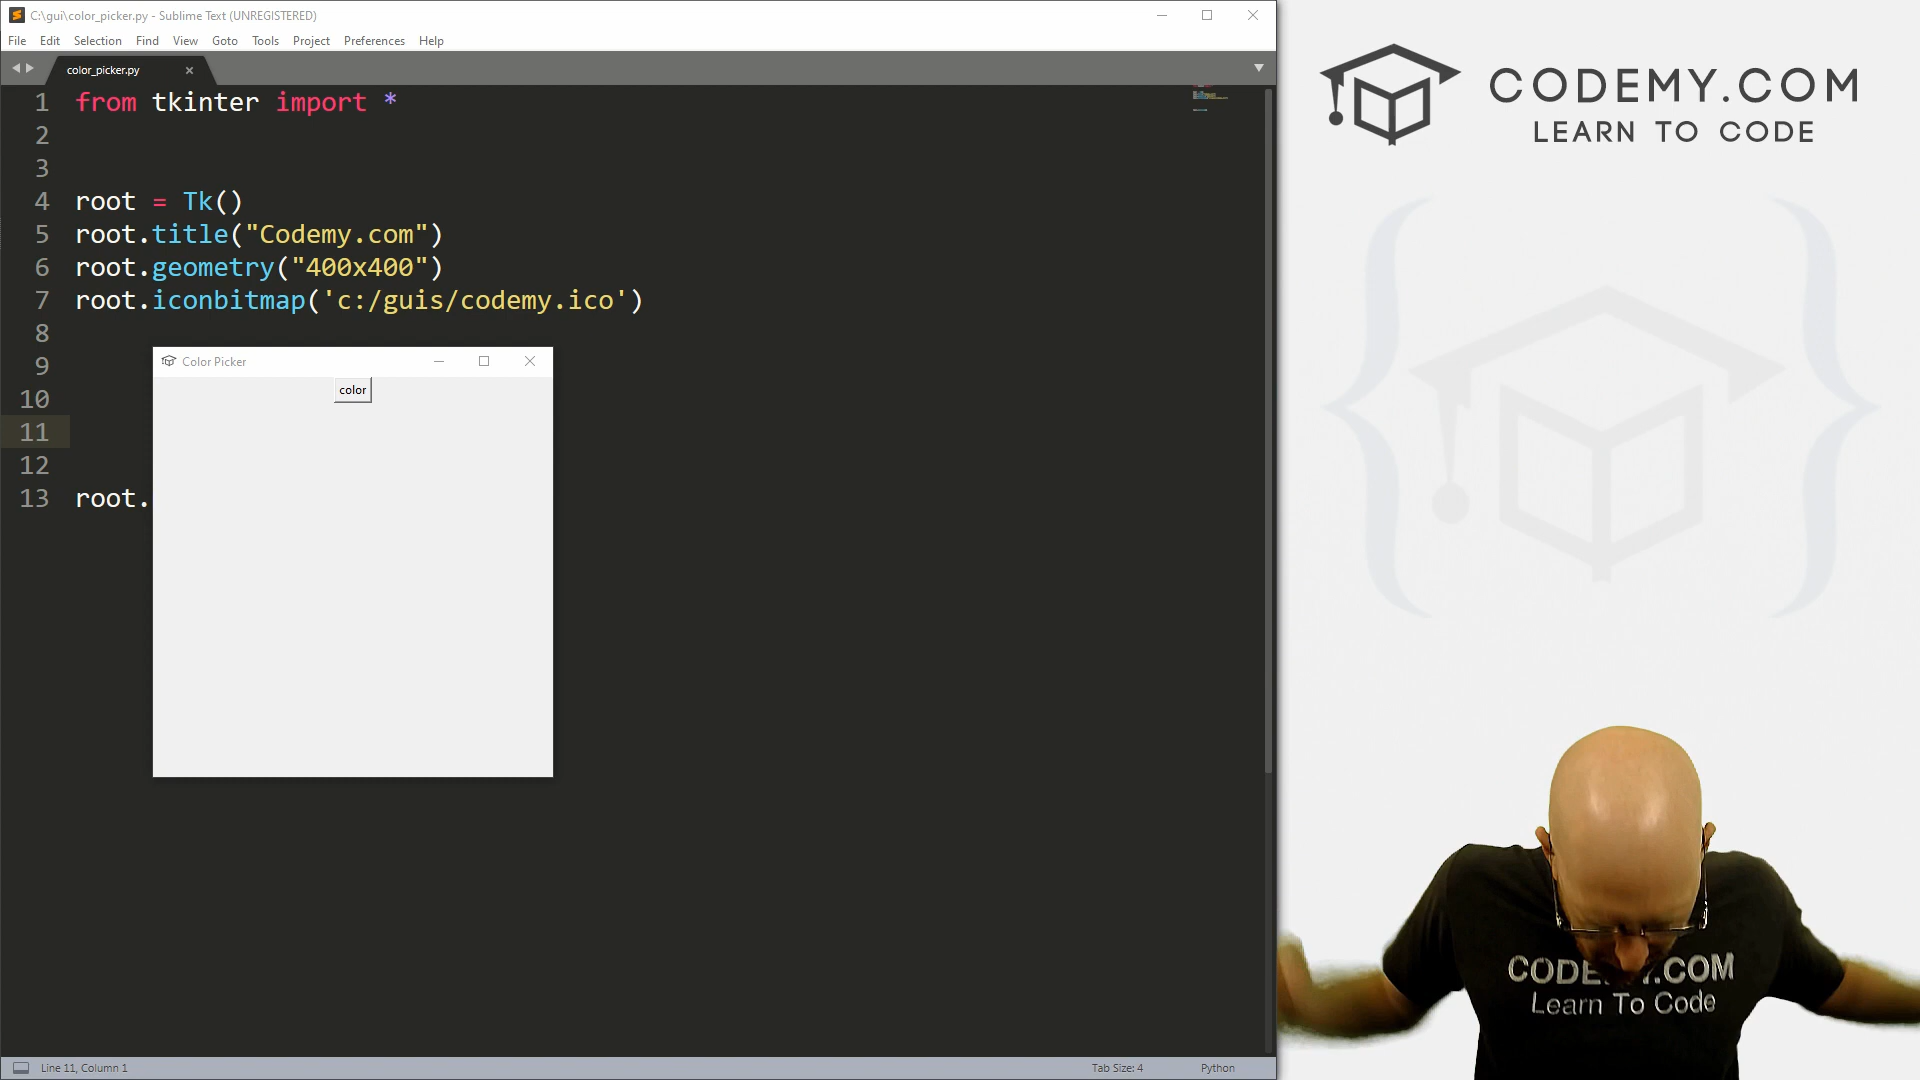 C:\gui\color_picker.py - Sublime Text (UNREGISTERED)
File Edit Selection Find View Goto Tools Project Preferences Help
color_picker.py
1 from tkinter import *
2
3
4 root = Tk()
5 root.title("Codemy.com")
6 root.geometry("400x400")
7 root.iconbitmap('c:/guis/codemy.ico')
8
9
10
11
12
13 root.
Color Picker
color
Line 11, Column 1
Tab Size: 4
Python
CODEMY.COM
LEARN TO CODE
CODEMY.COM
Learn To Code